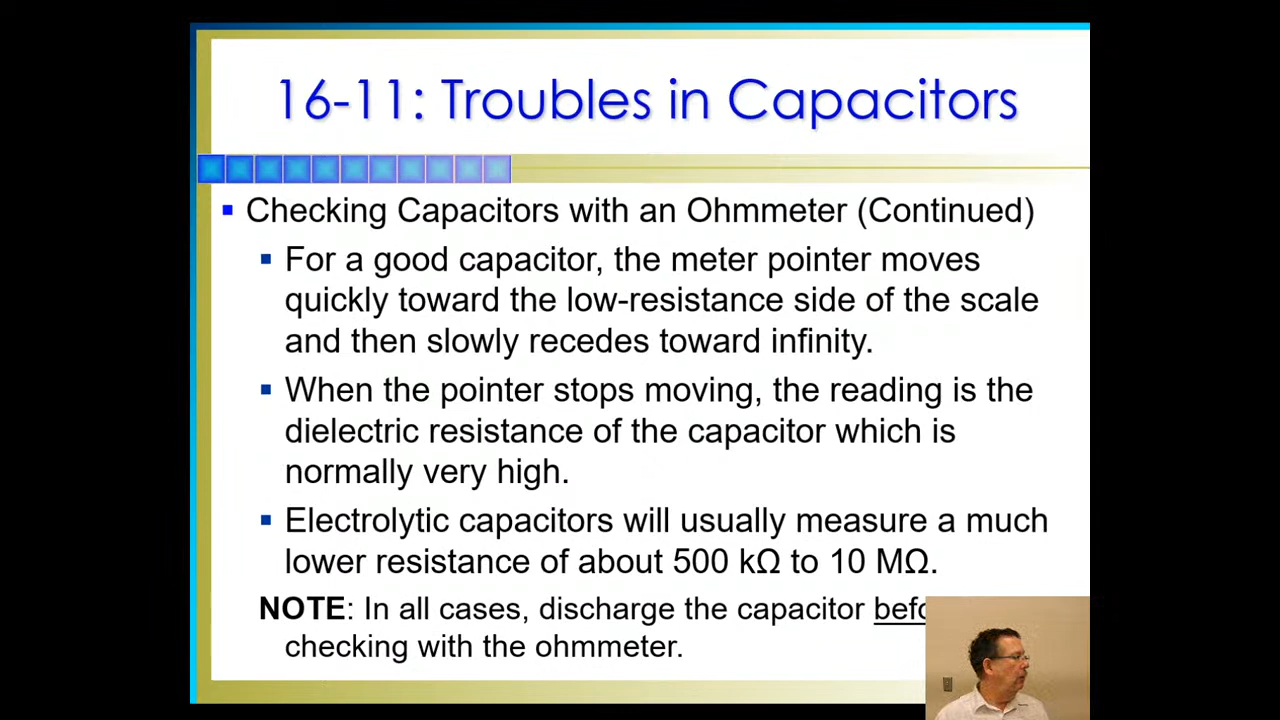 16-11: Troubles in Capacitors
Checking Capacitors with an Ohmmeter (Continued)
For a good capacitor, the meter pointer moves
quickly toward the low-resistance side of the scale
and then slowly recedes toward infinity.
When the pointer stops moving, the reading is the
dielectric resistance of the capacitor which is
normally very high.
Electrolytic capacitors will usually measure a much
lower resistance of about 500 kΩ to 10 MΩ.
NOTE: In all cases, discharge the capacitor
checking with the ohmmeter.